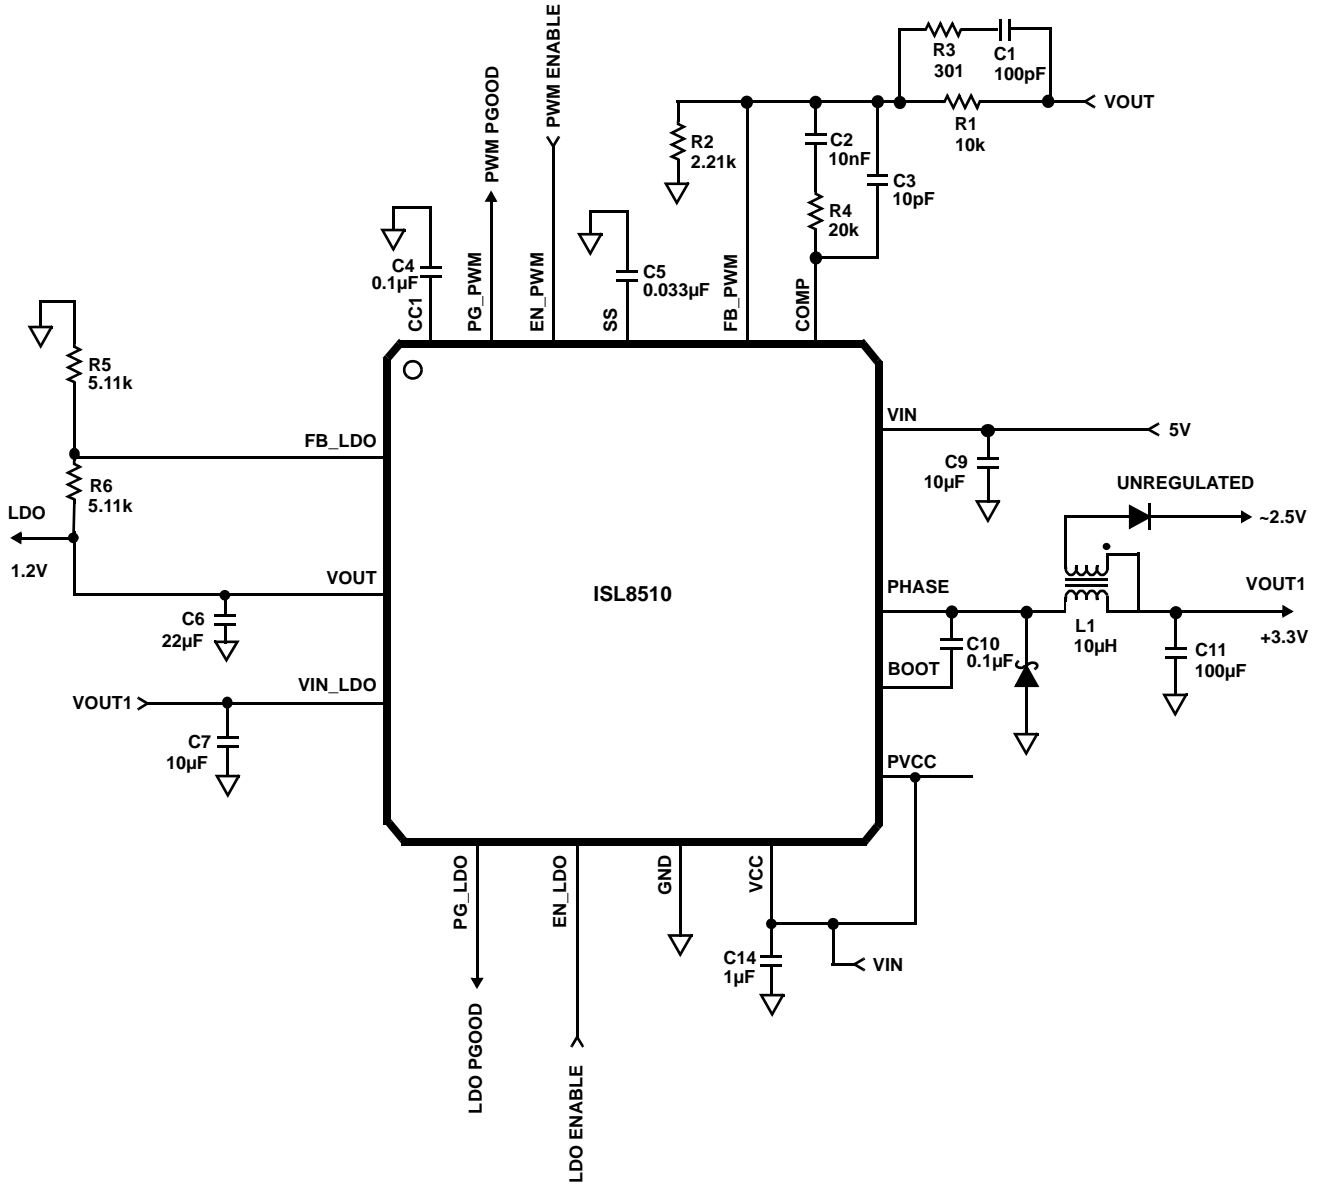 PWM ENABLE
PWM PGOOD
R3
301
C1
100pF
VOUT
R1
10k
R2
2.21k
C2
10nF
C3
10pF
R4
20k
C4
0.1µF
C5
0.033µF
CC1
PG_PWM
EN_PWM
SS
FB_PWM
COMP
R5
5.11k
FB_LDO
R6
5.11k
LDO
1.2V
VOUT
C6
22µF
VIN_LDO
VOUT1
C7
10µF
ISL8510
VIN
5V
C9
10µF
UNREGULATED
~2.5V
PHASE
VOUT1
+3.3V
L1
10µH
C10
0.1µF
C11
100µF
BOOT
PVCC
PG_LDO
EN_LDO
GND
VCC
C14
1µF
VIN
LDO PGOOD
LDO ENABLE